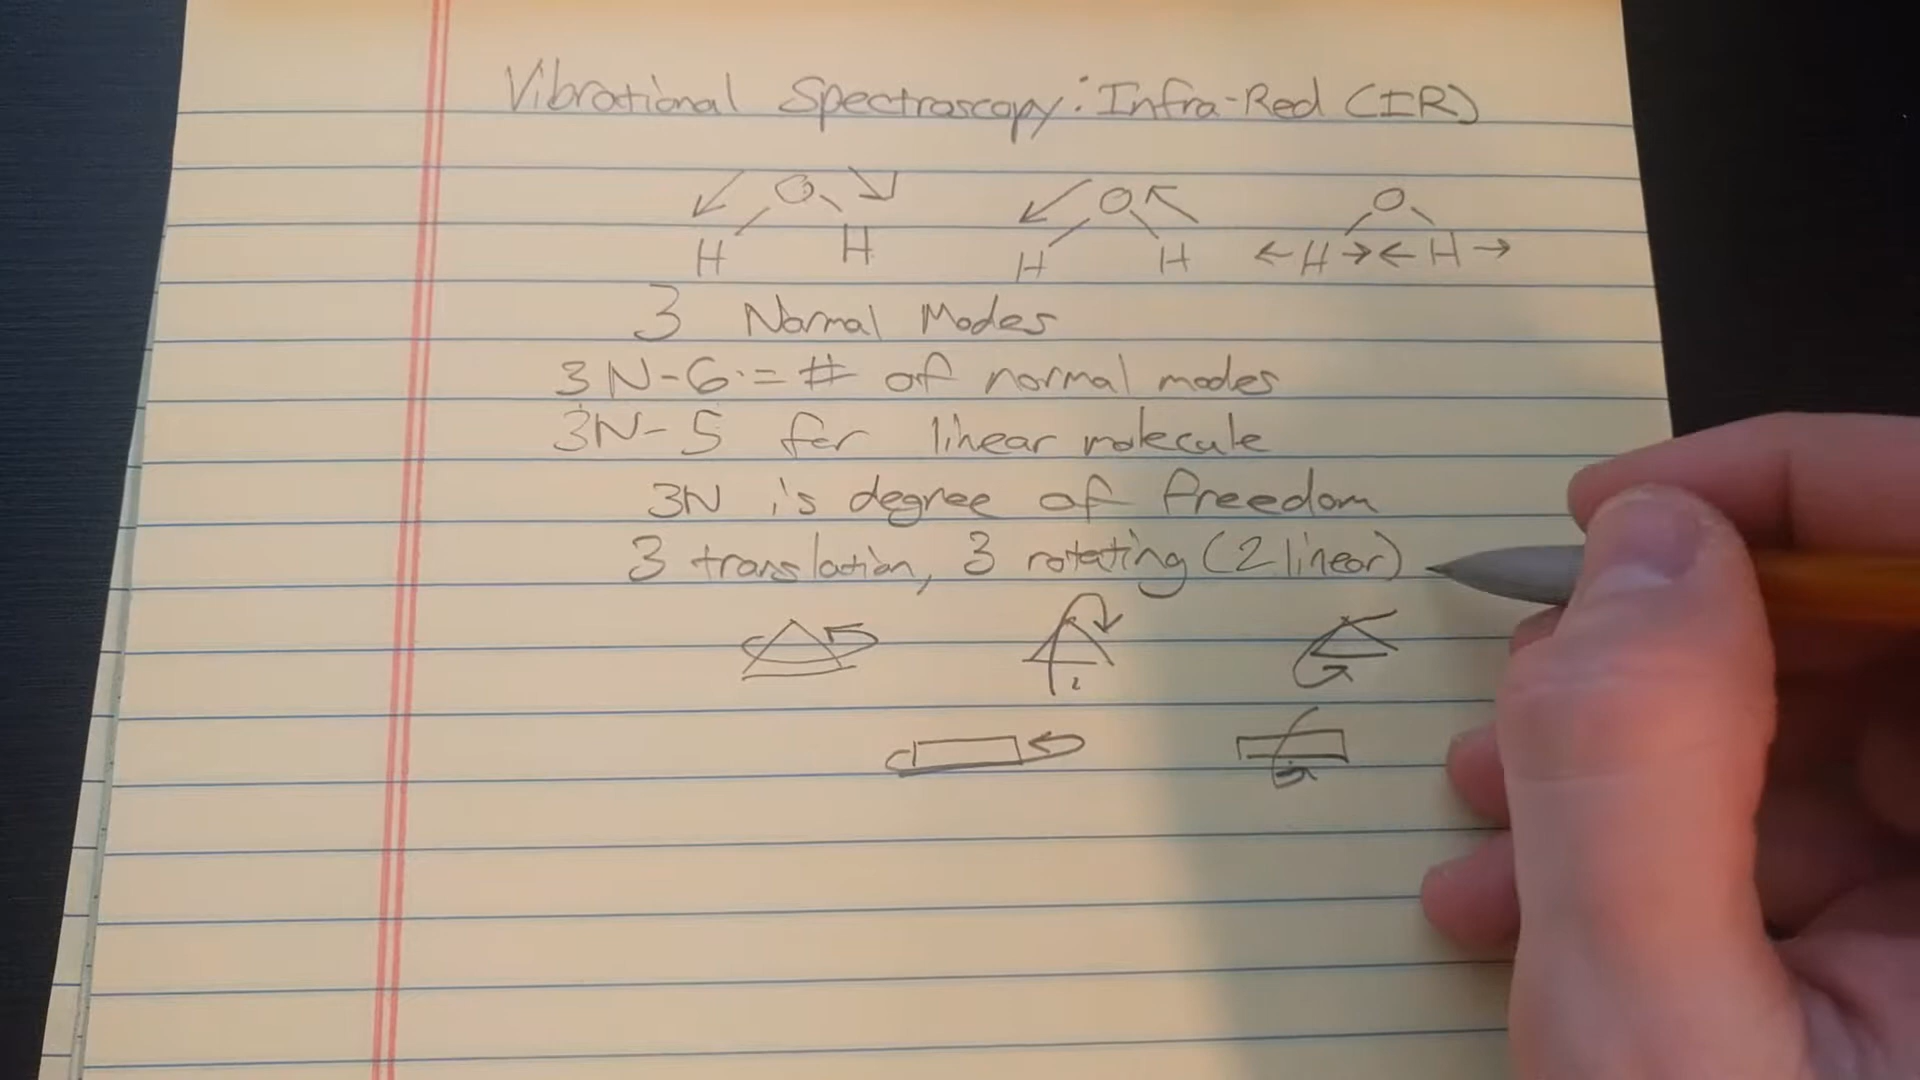 Vibrational Spectroscopy: Infra-Red (IR)
O O O
H H H H H H
3 Normal Modes
3N-6 = # of normal modes
3N-5 for linear molecule
3N is degree of freedom
3 translation, 3 rotating (2 linear)